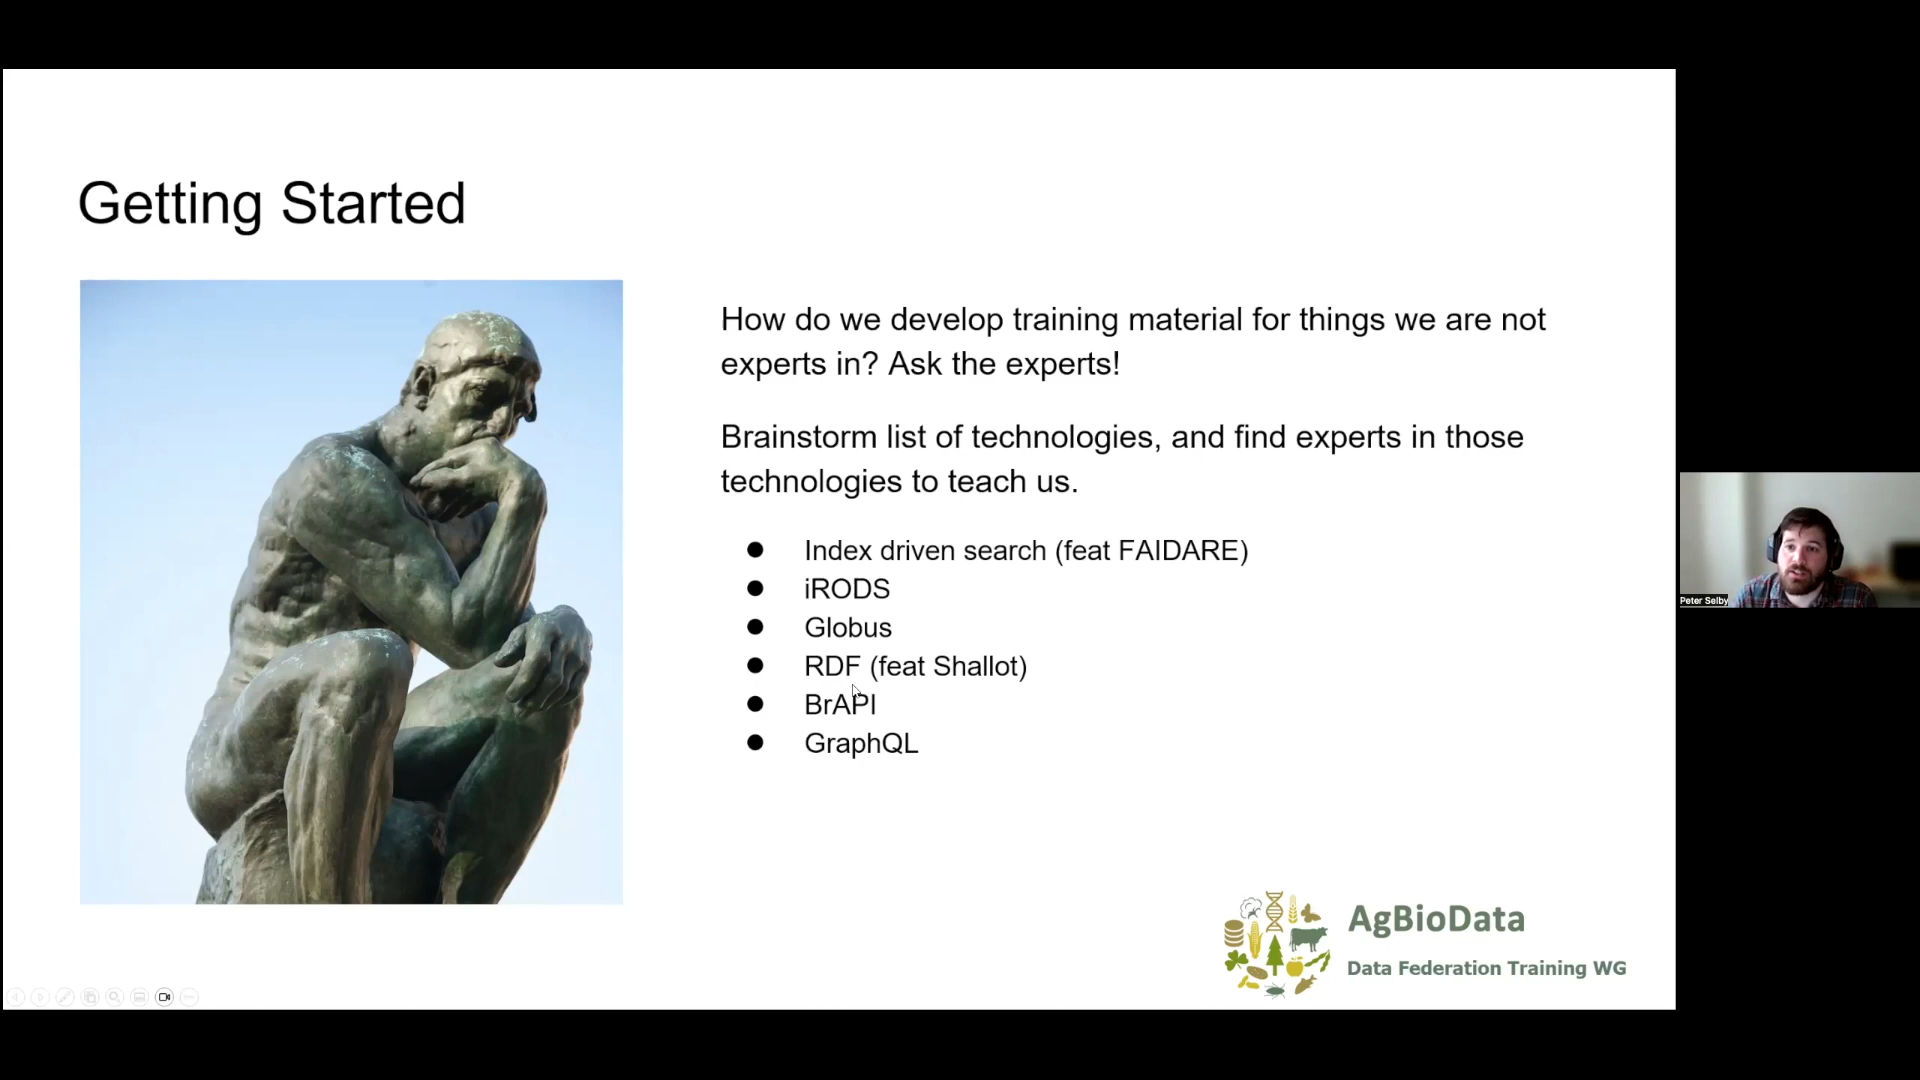 Getting Started
How do we develop training material for things we are not
experts in? Ask the experts!
Brainstorm list of technologies, and find experts in those
technologies to teach us.
● Index driven search (feat FAIDARE)
● iRODS
● Globus
● RDF (feat Shallot)
● BrAPI
● GraphQL
Peter Selby
AgBioData
Data Federation Training WG